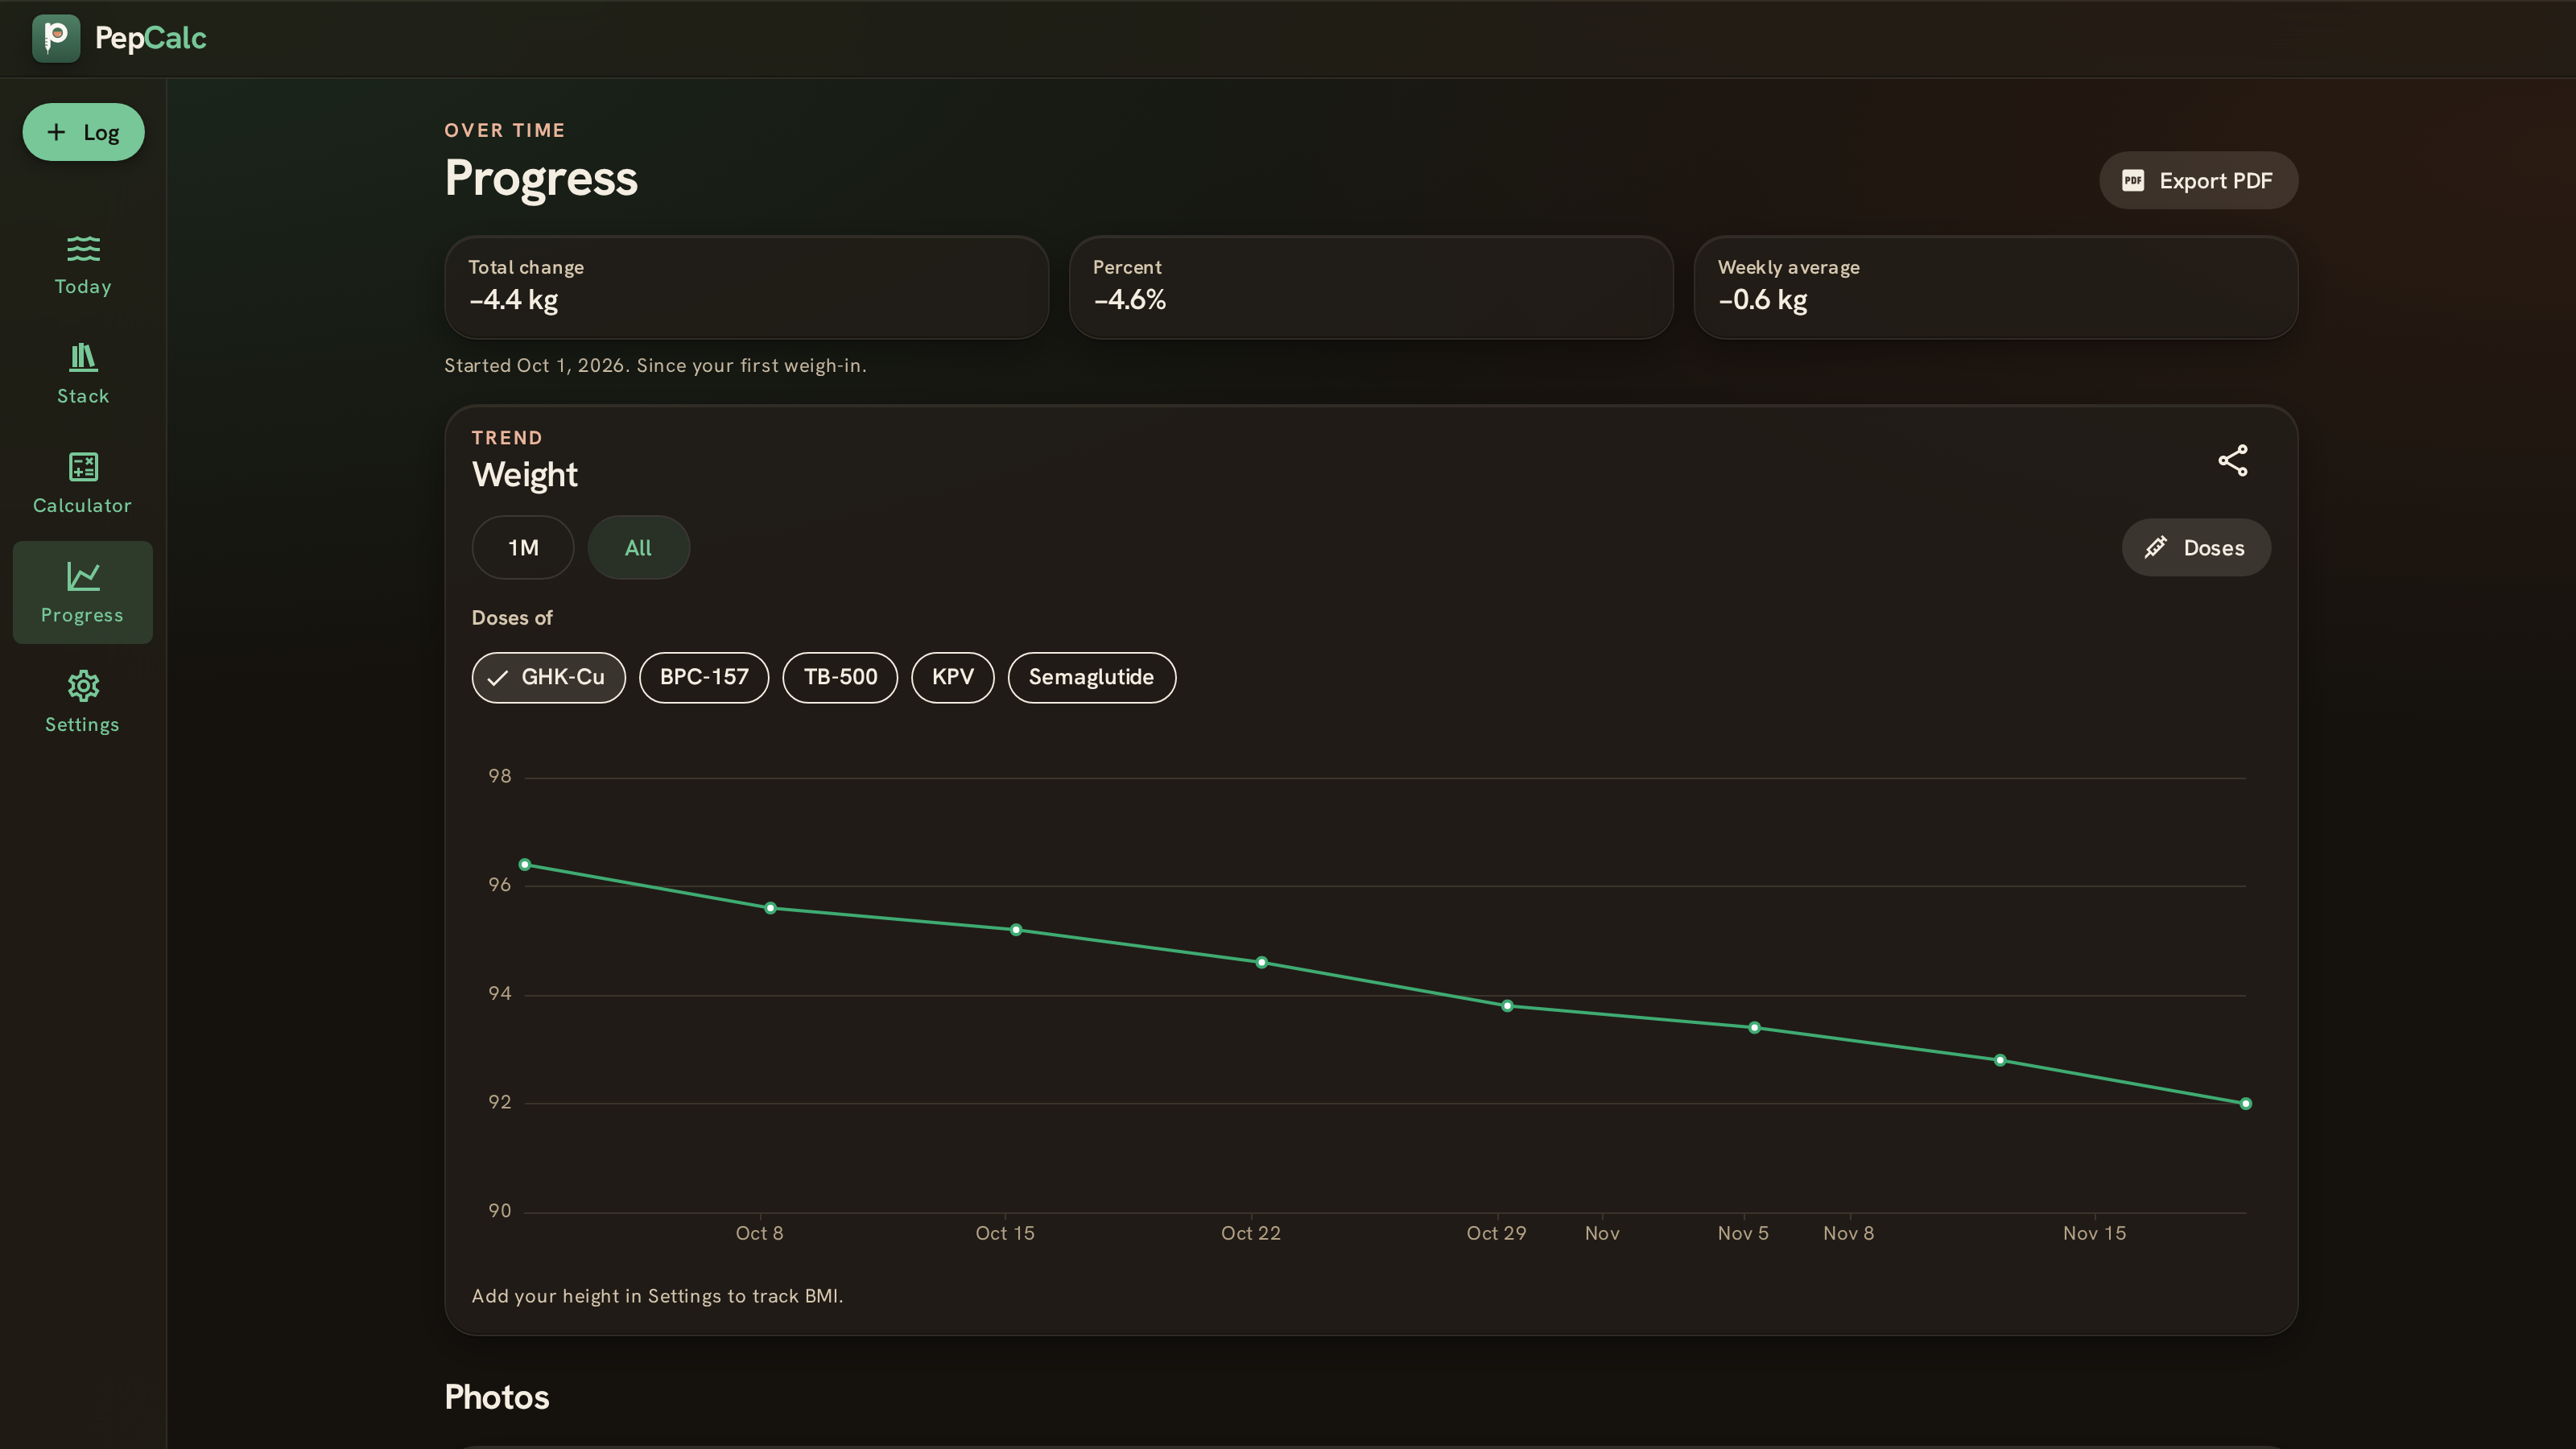 PepCalc
+ Log
Today
Stack
Calculator
Progress
Settings
OVER TIME
Progress
PDF Export PDF
Total change
–4.4 kg
Percent
–4.6%
Weekly average
–0.6 kg
Started Oct 1, 2026. Since your first weigh-in.
TREND
Weight
1M All
Doses
Doses of
GHK-Cu BPC-157 TB-500 KPV Semaglutide
98
96
94
92
90
Oct 8 Oct 15 Oct 22 Oct 29 Nov Nov 5 Nov 8 Nov 15
Add your height in Settings to track BMI.
Photos